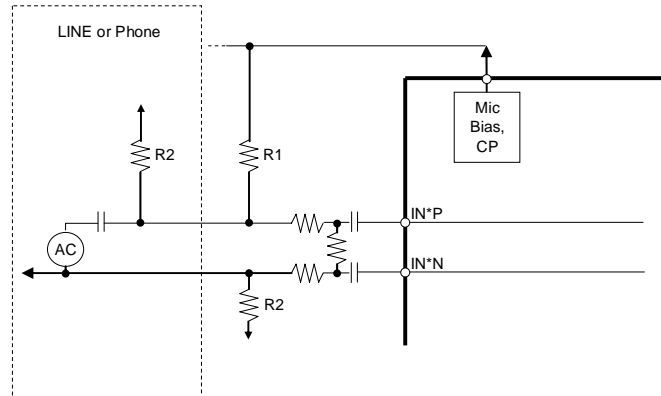 LINE or Phone
Mic
Bias,
CP
R2
R1
IN*P
AC
IN*N
R2